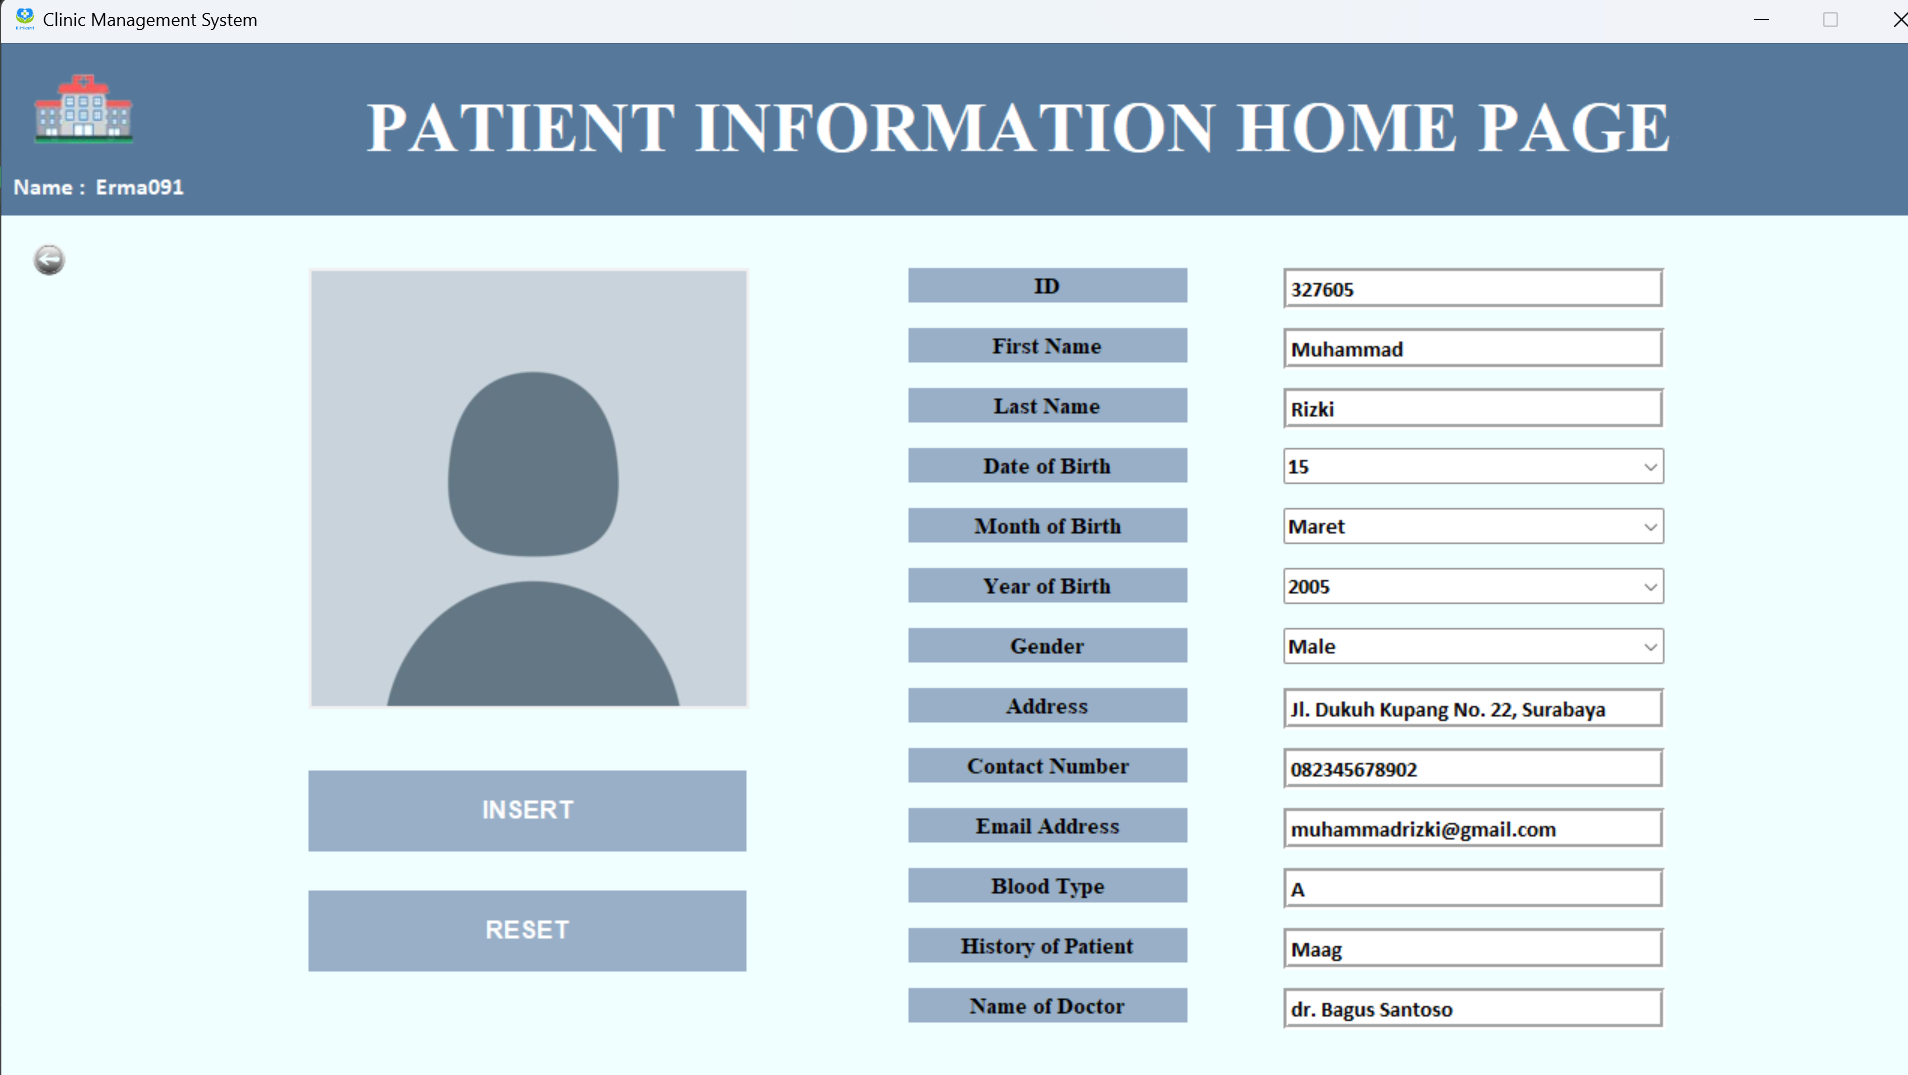 Clinic Management System
PATIENT INFORMATION HOME PAGE
Name : Erma091
ID 327605
First Name Muhammad
Last Name Rizki
Date of Birth 15
Month of Birth Maret
Year of Birth 2005
Gender Male
Address Jl. Dukuh Kupang No. 22, Surabaya
Contact Number 082345678902
Email Address muhammadrizki@gmail.com
Blood Type A
History of Patient Maag
Name of Doctor dr. Bagus Santoso
INSERT
RESET